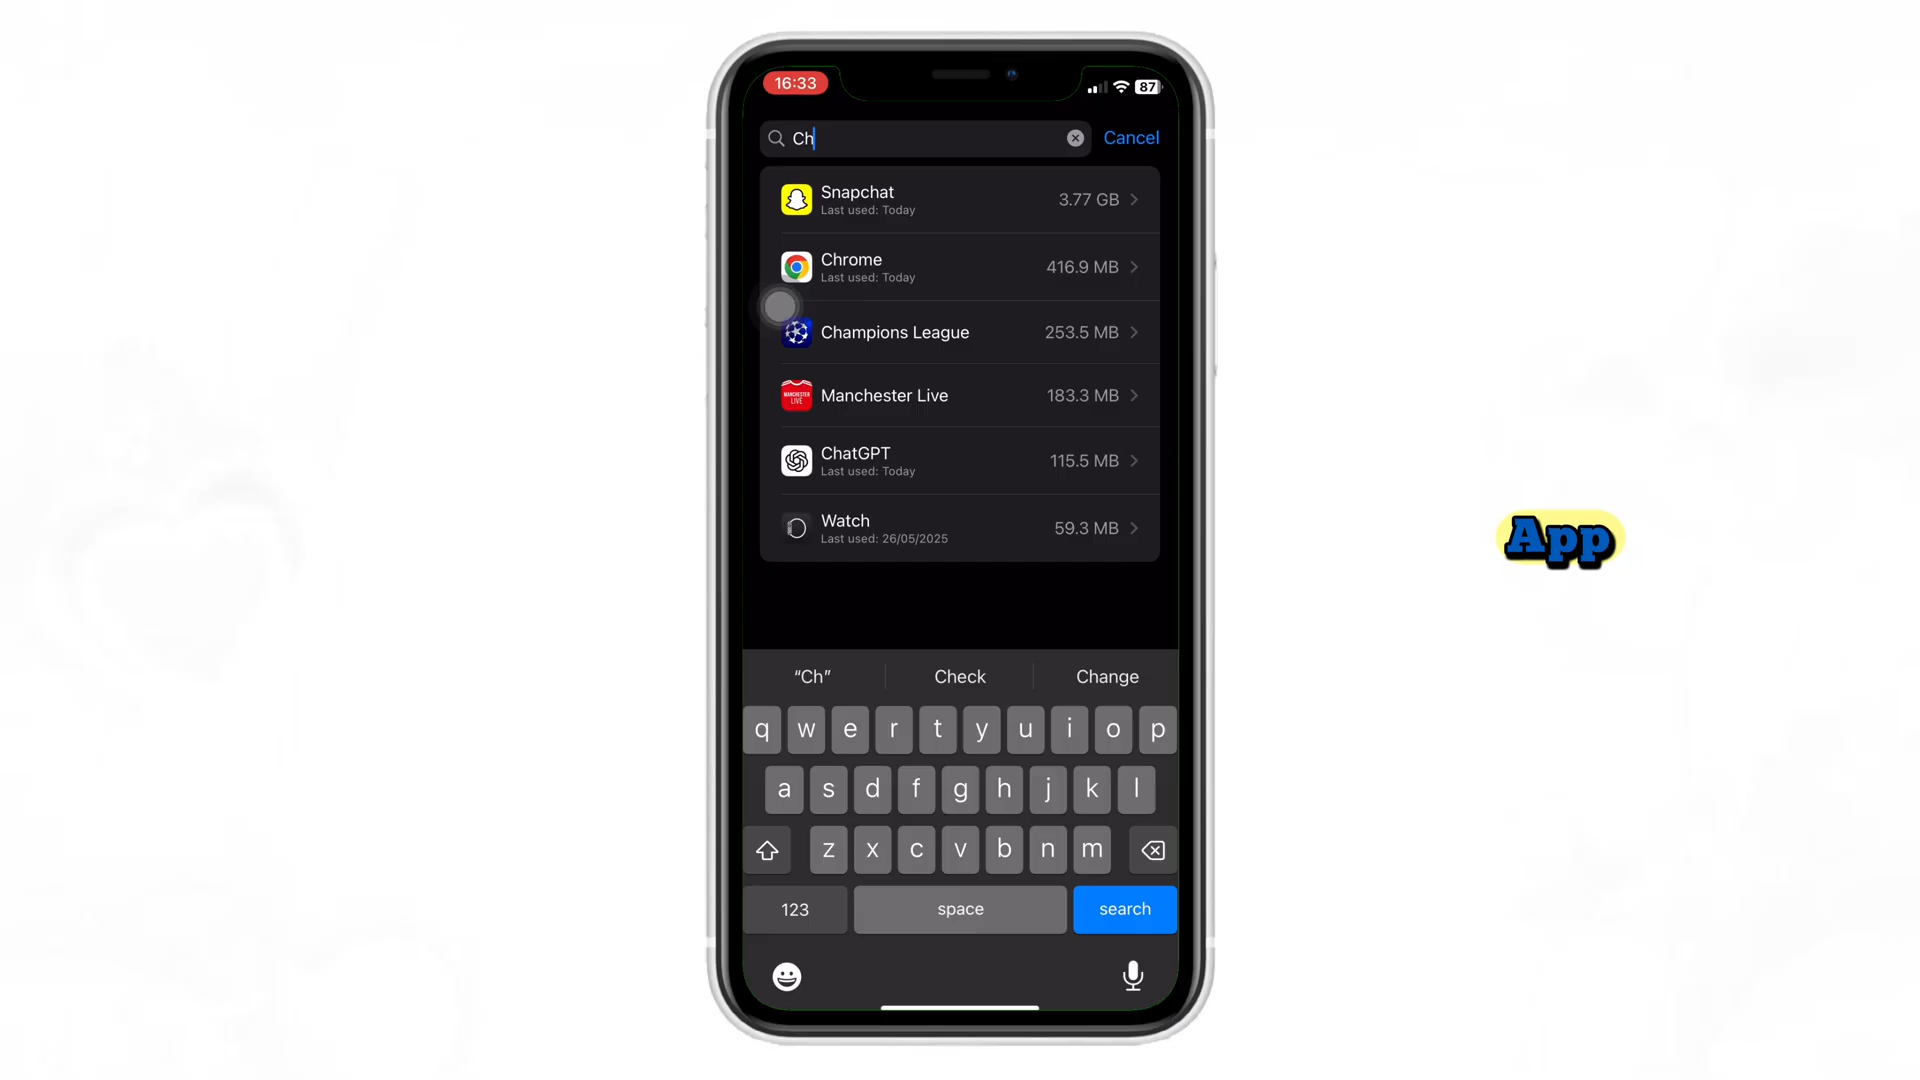 16:33
87
Ch
Cancel
Snapchat
Last used: Today
3.77 GB
Chrome
Last used: Today
416.9 MB
Champions League
253.5 MB
MANCHESTER
LIVE
Manchester Live
183.3 MB
ChatGPT
Last used: Today
115.5 MB
Watch
Last used: 26/05/2025
59.3 MB
App
“Ch” Check Change
q w e r t y u i o p
a s d f g h j k l
z x c v b n m
123 space search